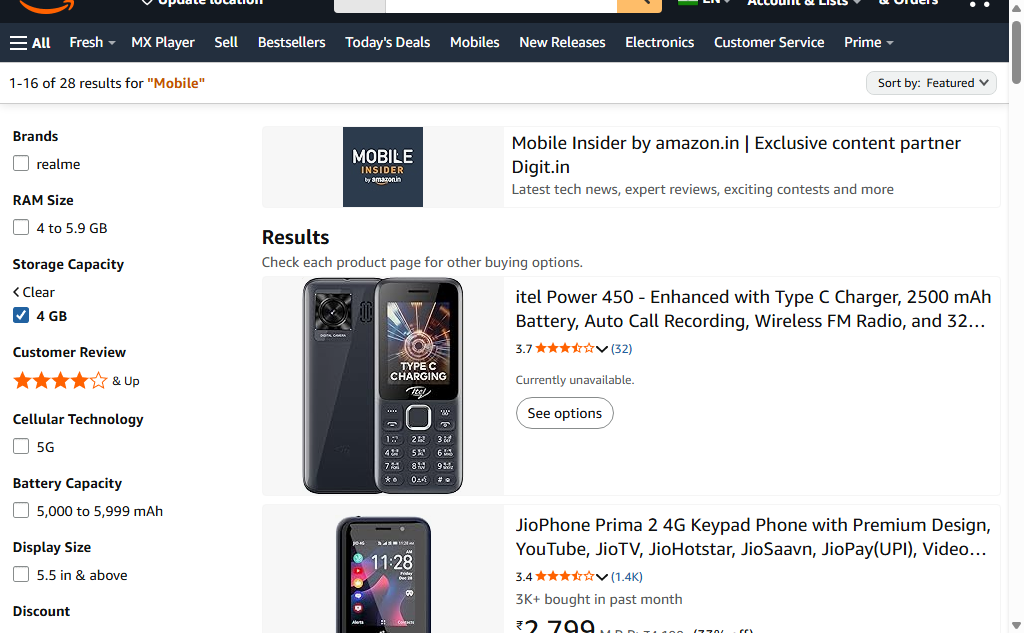 Update location
EN
Account & Lists
& Orders
All
Fresh
MX Player
Sell
Bestsellers
Today's Deals
Mobiles
New Releases
Electronics
Customer Service
Prime
1-16 of 28 results for "Mobile"
Sort by: Featured
Brands
realme
RAM Size
4 to 5.9 GB
Storage Capacity
Clear
4 GB
Customer Review
& Up
Cellular Technology
5G
Battery Capacity
5,000 to 5,999 mAh
Display Size
5.5 in & above
Discount
MOBILE
INSIDER
by amazon.in
Mobile Insider by amazon.in | Exclusive content partner
Digit.in
Latest tech news, expert reviews, exciting contests and more
Results
Check each product page for other buying options.
DIGITAL CAMERA
TYPE C
CHARGING
itel
itel Power 450 - Enhanced with Type C Charger, 2500 mAh
Battery, Auto Call Recording, Wireless FM Radio, and 32...
3.7 (32)
Currently unavailable.
See options
11:28
AM
Friday
Dec 28
Alerts
Contacts
JioPhone Prima 2 4G Keypad Phone with Premium Design,
YouTube, JioTV, JioHotstar, JioSaavn, JioPay(UPI), Video...
3.4 (1.4K)
3K+ bought in past month
₹2,799